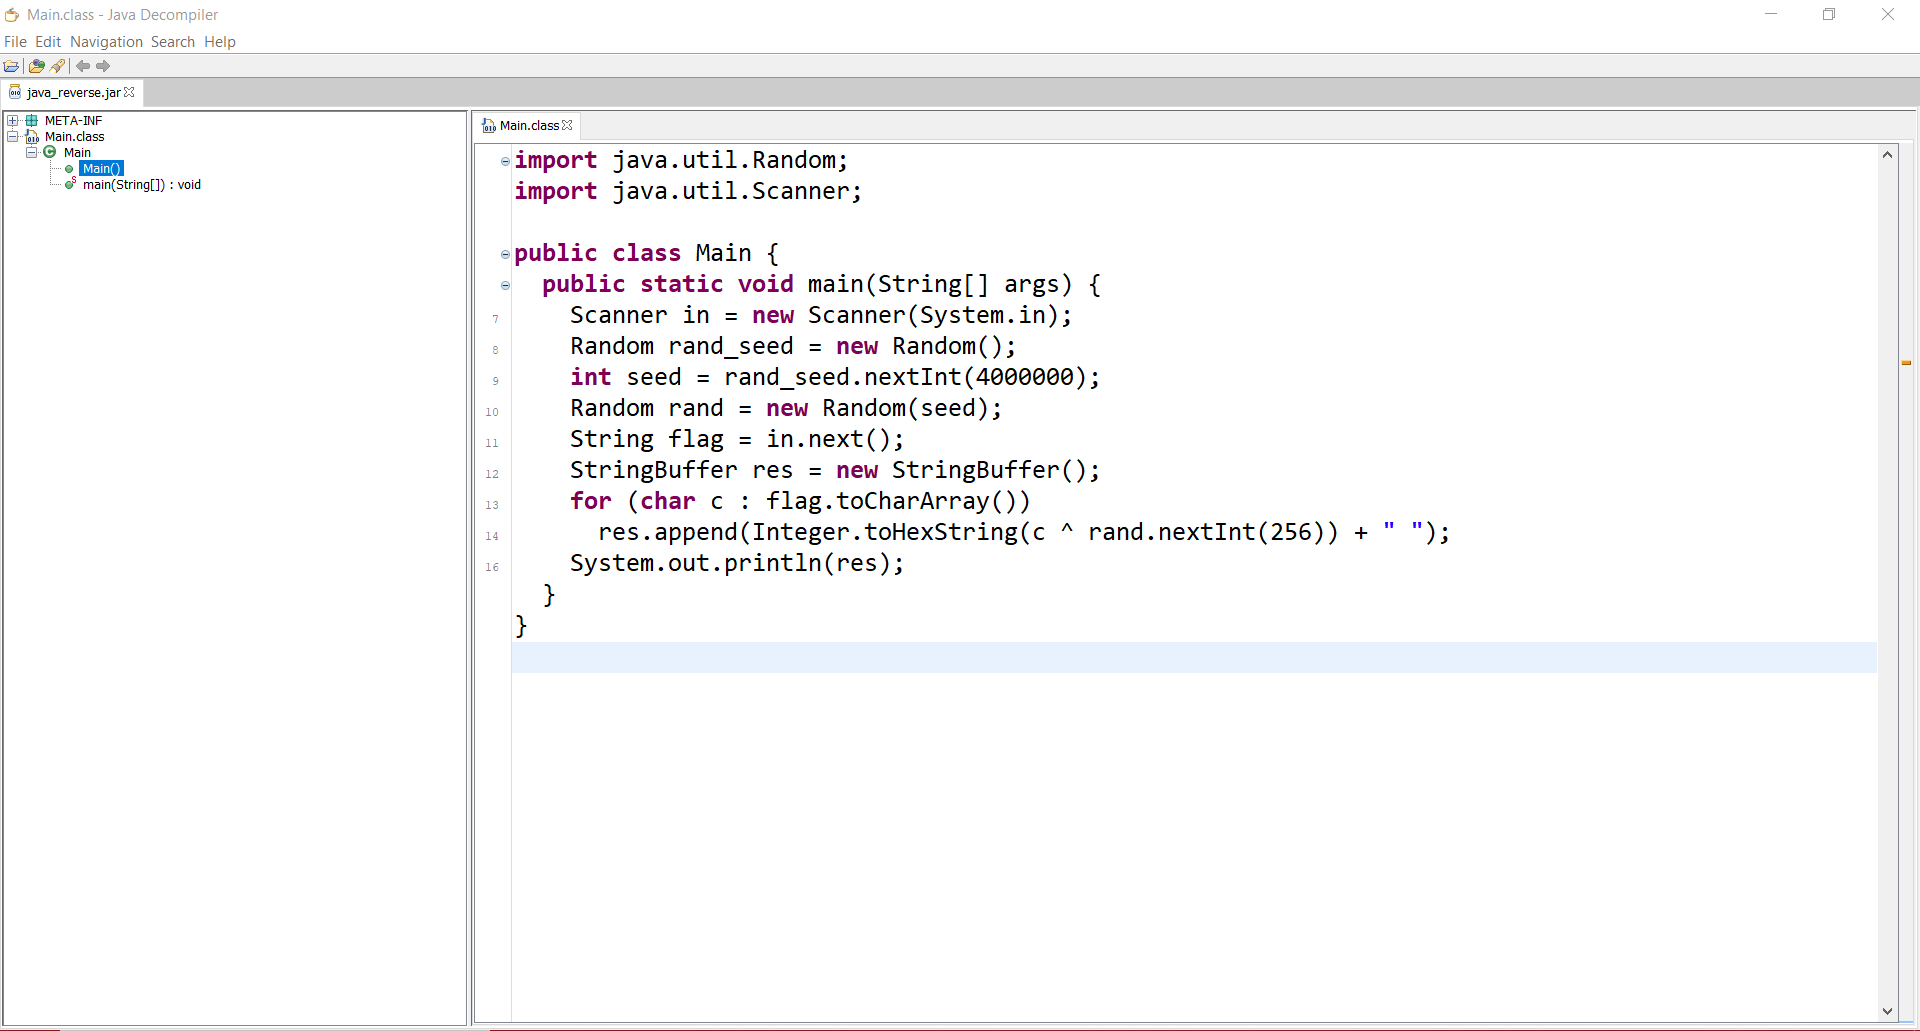 Main.class - Java Decompiler
File Edit Navigation Search Help
java_reverse.jar
META-INF
Main.class
Main
Main()
main(String[]) : void
Main.class
import java.util.Random;
import java.util.Scanner;
public class Main {
public static void main(String[] args) {
7 Scanner in = new Scanner(System.in);
8 Random rand_seed = new Random();
9 int seed = rand_seed.nextInt(4000000);
10 Random rand = new Random(seed);
11 String flag = in.next();
12 StringBuffer res = new StringBuffer();
13 for (char c : flag.toCharArray())
14 res.append(Integer.toHexString(c ^ rand.nextInt(256)) + " ");
16 System.out.println(res);
}
}